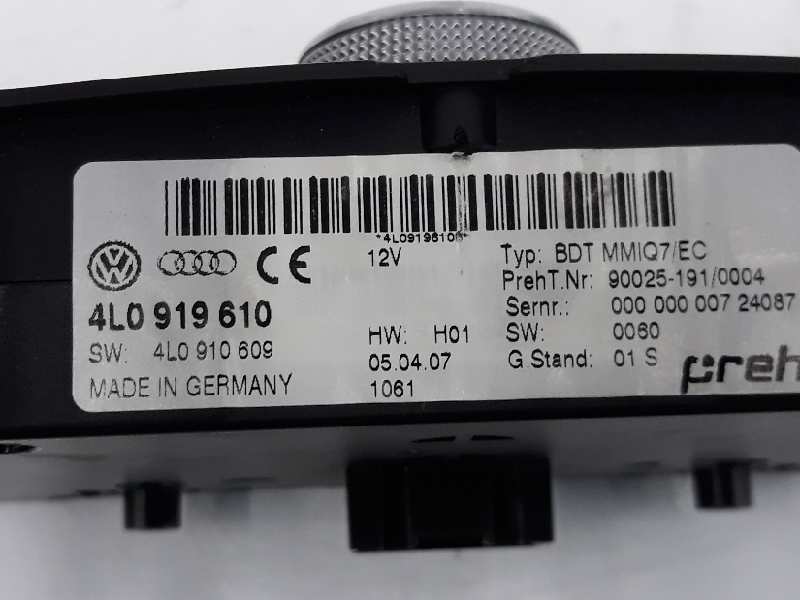 *4L0919610*
12V
Typ: BDT MMIQ7/EC
PrehT.Nr: 90025-191/0004
4L0 919 610
Sernr.: 000 000 007 24087
SW: 4L0 910 609
HW: H01
SW: 0060
05.04.07
G.Stand: 01 S
MADE IN GERMANY
1061
preh